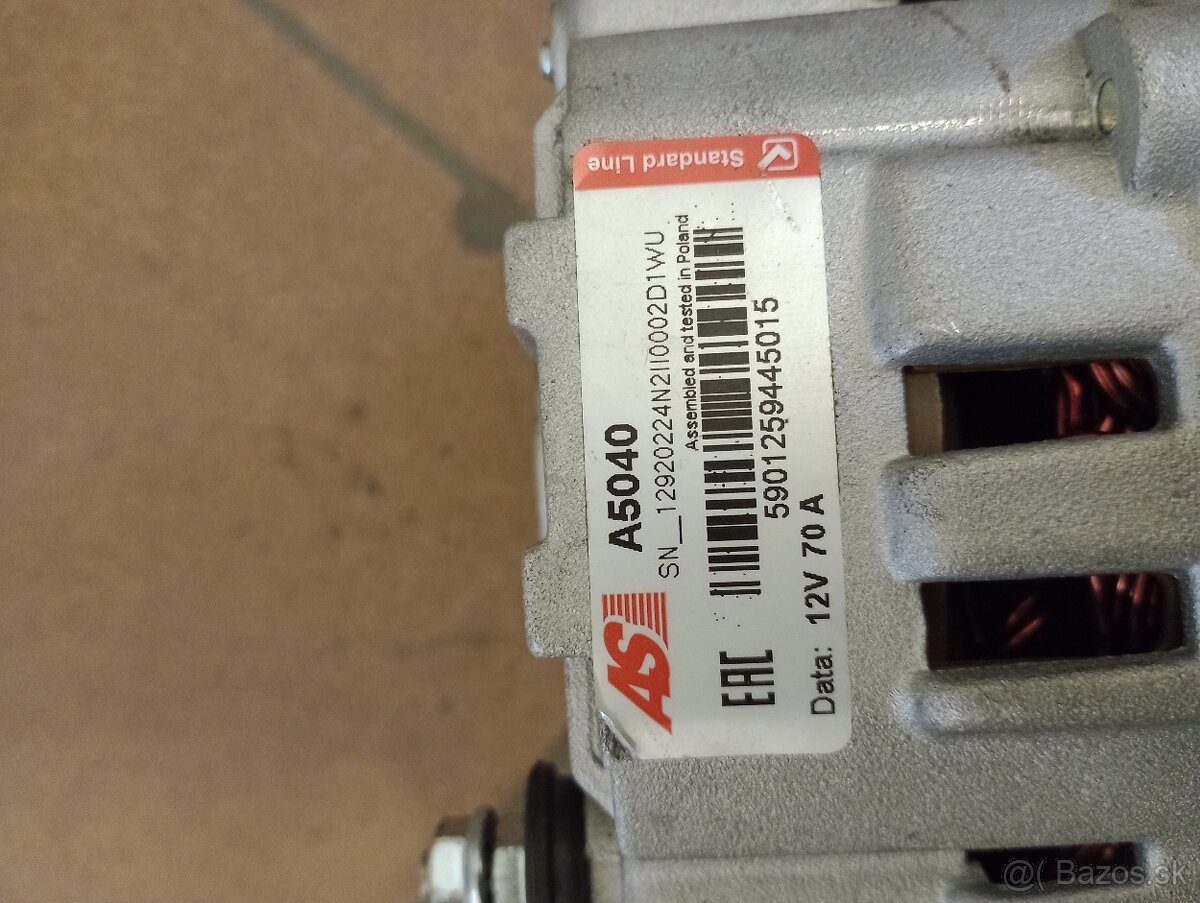 Standard Line
AS
A5040
SN__12920224N2II0002D1WU
Assembled and tested in Poland
EAC
5901259445015
Data: 12V 70 A
@( Bazos.sk